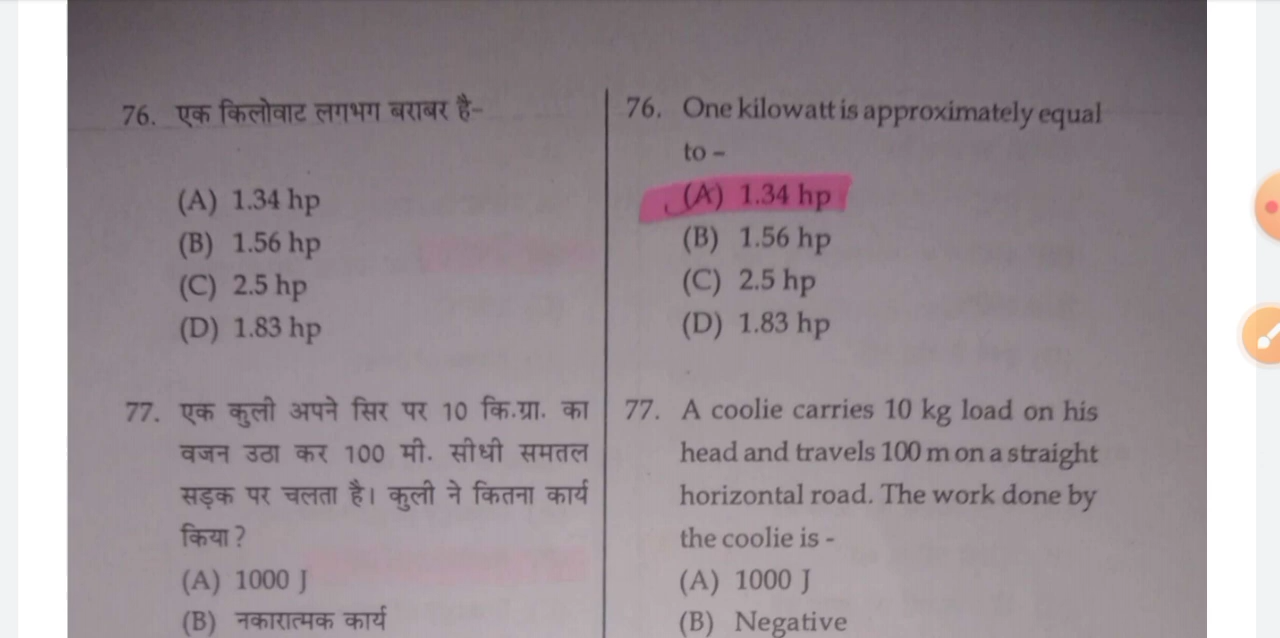 76. एक किलोवाट लगभग बराबर है-
(A) 1.34 hp
(B) 1.56 hp
(C) 2.5 hp
(D) 1.83 hp
77. एक कुली अपने सिर पर 10 कि.ग्रा. का
वजन उठा कर 100 मी. सीधी समतल
सड़क पर चलता है। कुली ने कितना कार्य
किया?
(A) 1000 J
(B) नकारात्मक कार्य
76. One kilowatt is approximately equal
to -
(A) 1.34 hp
(B) 1.56 hp
(C) 2.5 hp
(D) 1.83 hp
77. A coolie carries 10 kg load on his
head and travels 100 m on a straight
horizontal road. The work done by
the coolie is -
(A) 1000 J
(B) Negative